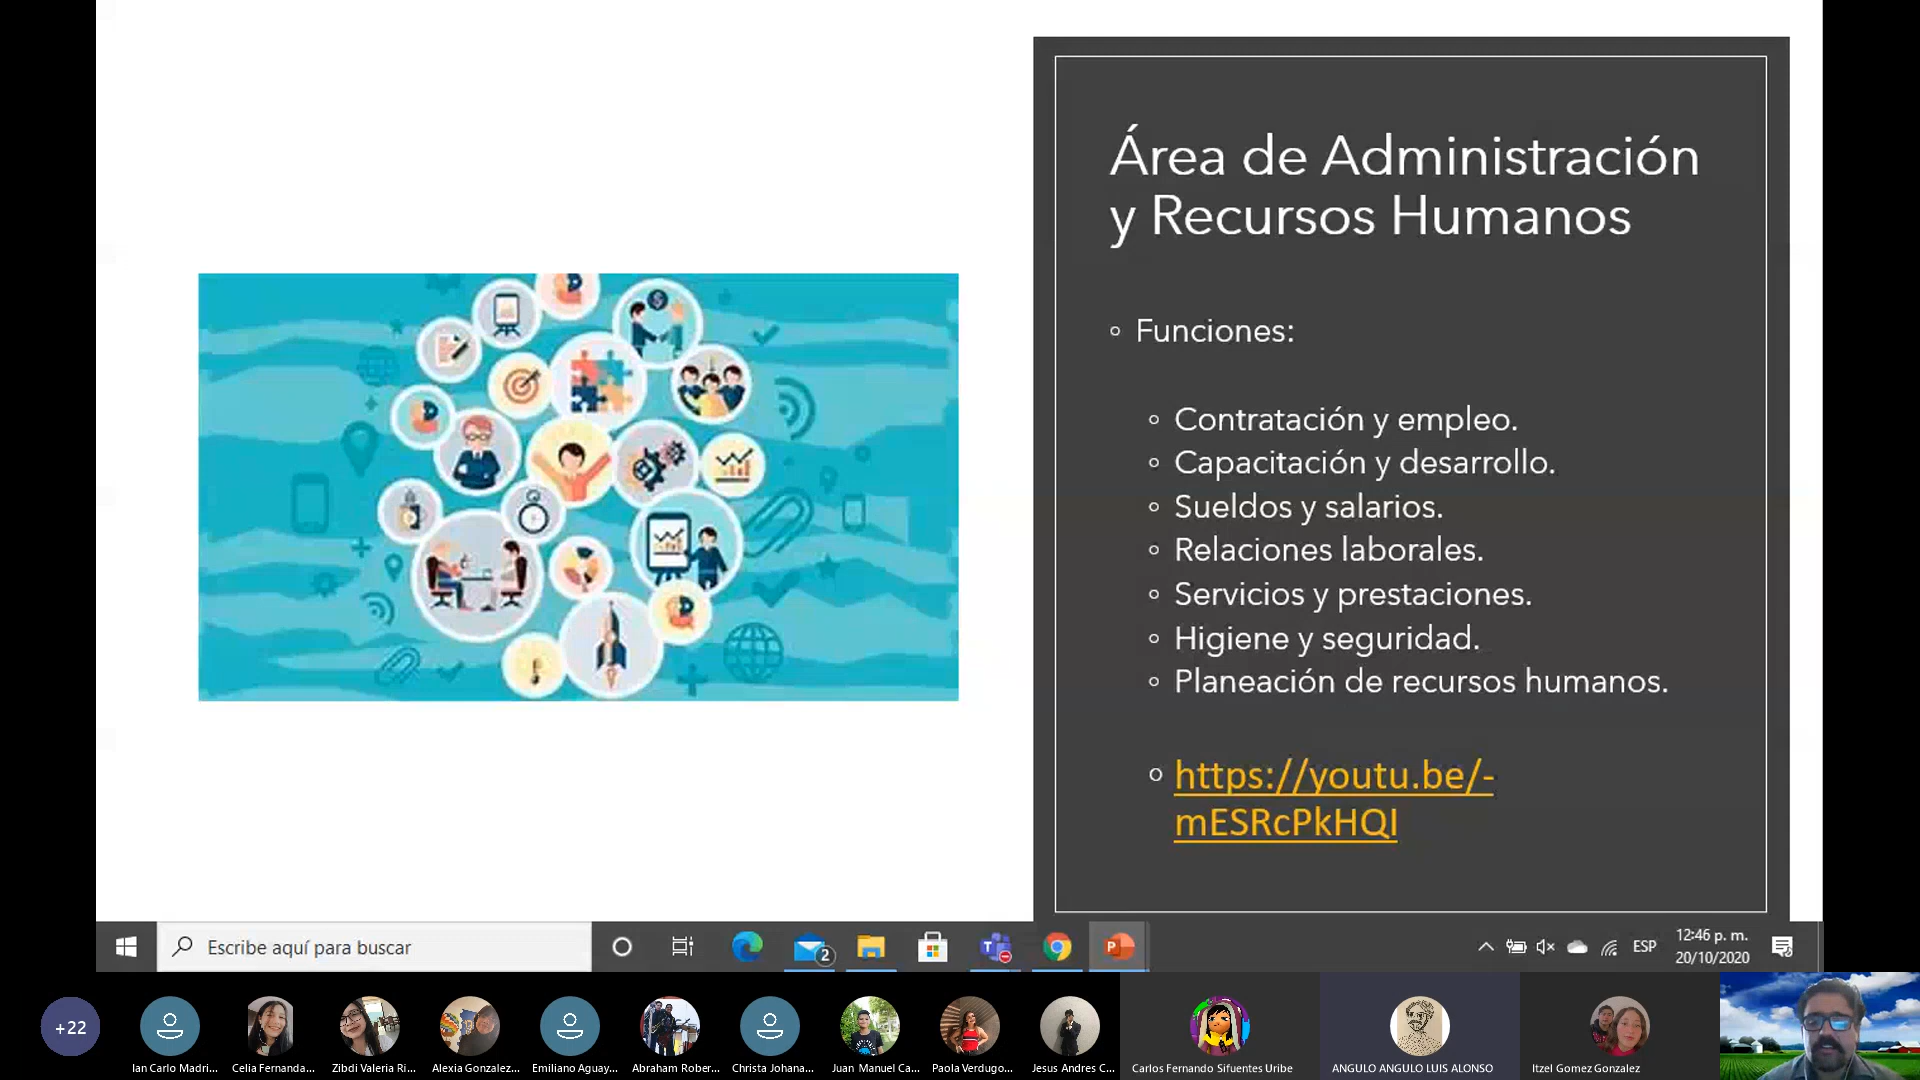 Área de Administración
y Recursos Humanos
Funciones:
Contratación y empleo.
Capacitación y desarrollo.
Sueldos y salarios.
Relaciones laborales.
Servicios y prestaciones.
Higiene y seguridad.
Planeación de recursos humanos.
https://youtu.be/-
mESRcPkHQI
Escribe aquí para buscar
2
ESP
12:46 p. m.
20/10/2020
+22
Ian Carlo Madri...
Celia Fernanda...
Zibdi Valeria Ri...
Alexia Gonzalez...
Emiliano Aguay...
Abraham Rober...
Christa Johana...
Juan Manuel Ca...
Paola Verdugo...
Jesus Andres C...
Carlos Fernando Sifuentes Uribe
ANGULO ANGULO LUIS ALONSO
Itzel Gomez Gonzalez